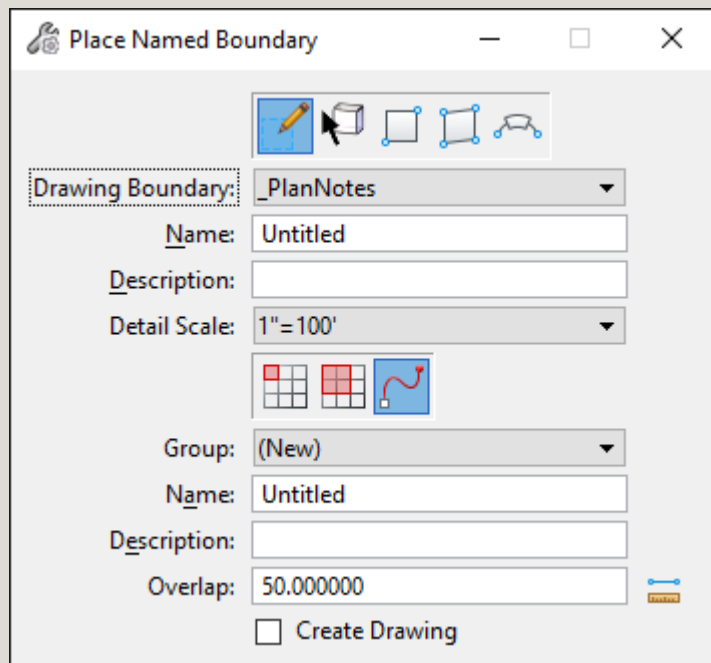 Place Named Boundary
Drawing Boundary: _PlanNotes
Name: Untitled
Description:
Detail Scale: 1"=100'
Group: (New)
Name: Untitled
Description:
Overlap: 50.000000
Create Drawing